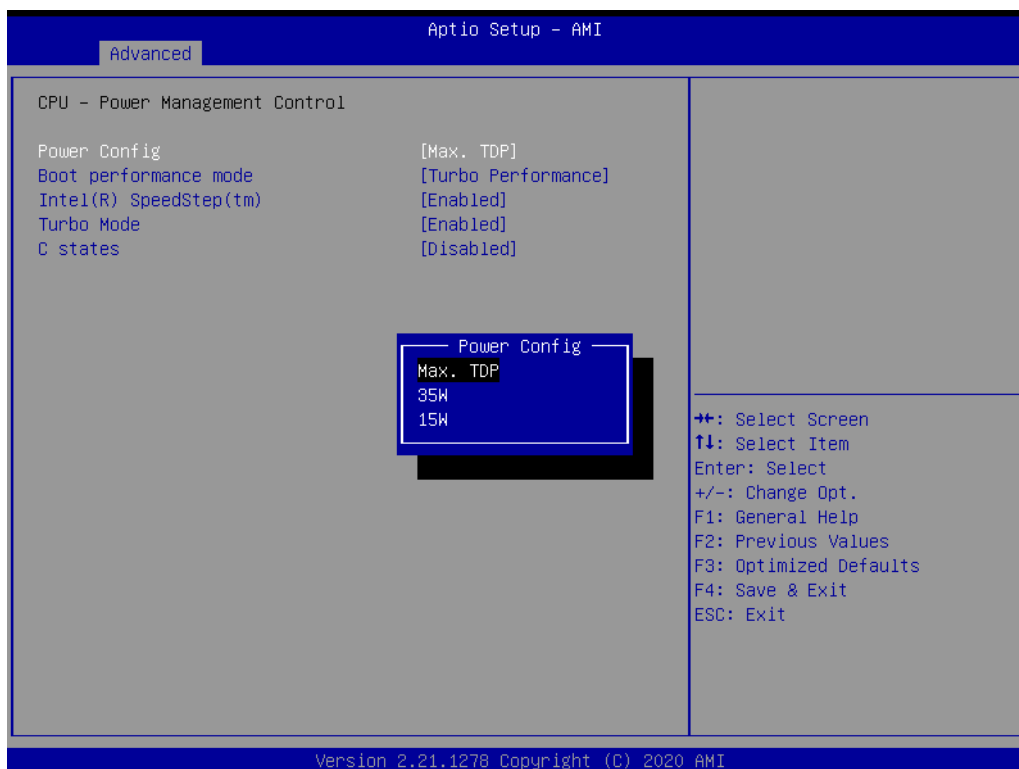 Aptio Setup – AMI
Advanced
CPU – Power Management Control
Power Config [Max. TDP]
Boot performance mode [Turbo Performance]
Intel(R) SpeedStep(tm) [Enabled]
Turbo Mode [Enabled]
C states [Disabled]
Power Config
Max. TDP
35W
15W
→←: Select Screen
↑↓: Select Item
Enter: Select
+/-: Change Opt.
F1: General Help
F2: Previous Values
F3: Optimized Defaults
F4: Save & Exit
ESC: Exit
Version 2.21.1278 Copyright (C) 2020 AMI